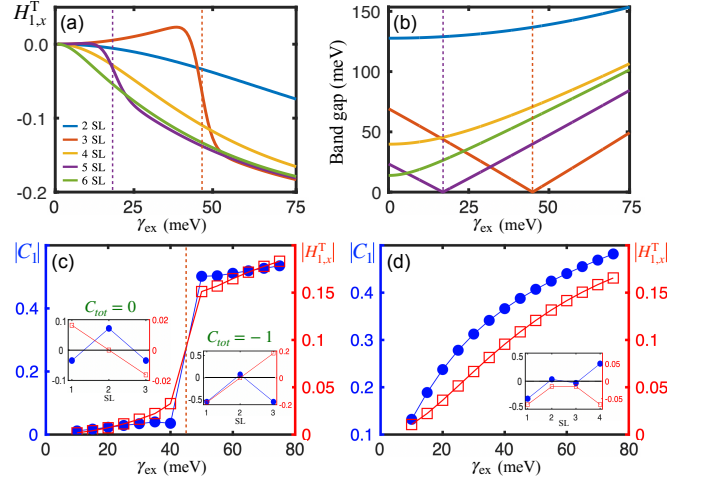 H^T_{1,x}
(a)
0.0
-0.1
-0.2
2 SL
3 SL
4 SL
5 SL
6 SL
0 25 50 75
γ_ex (meV)
(b)
Band gap (meV)
150
100
50
0
0 25 50 75
γ_ex (meV)
|C_1|
|H^T_{1,x}|
(c)
0.4
0.2
0
0.15
0.1
0.05
0
C_tot = 0
0.1
0
-0.1
0.02
0
-0.02
1 2 3
SL
C_tot = − 1
0.5
0
-0.5
0.2
0
-0.2
1 2 3
SL
0 20 40 60 80
γ_ex (meV)
|C_1|
|H^T_{1,x}|
(d)
0.5
0.4
0.3
0.2
0.1
0.15
0.1
0.05
0
0.5
0
-0.5
0.05
0
-0.05
1 2 3 4
SL
0 20 40 60 80
γ_ex (meV)